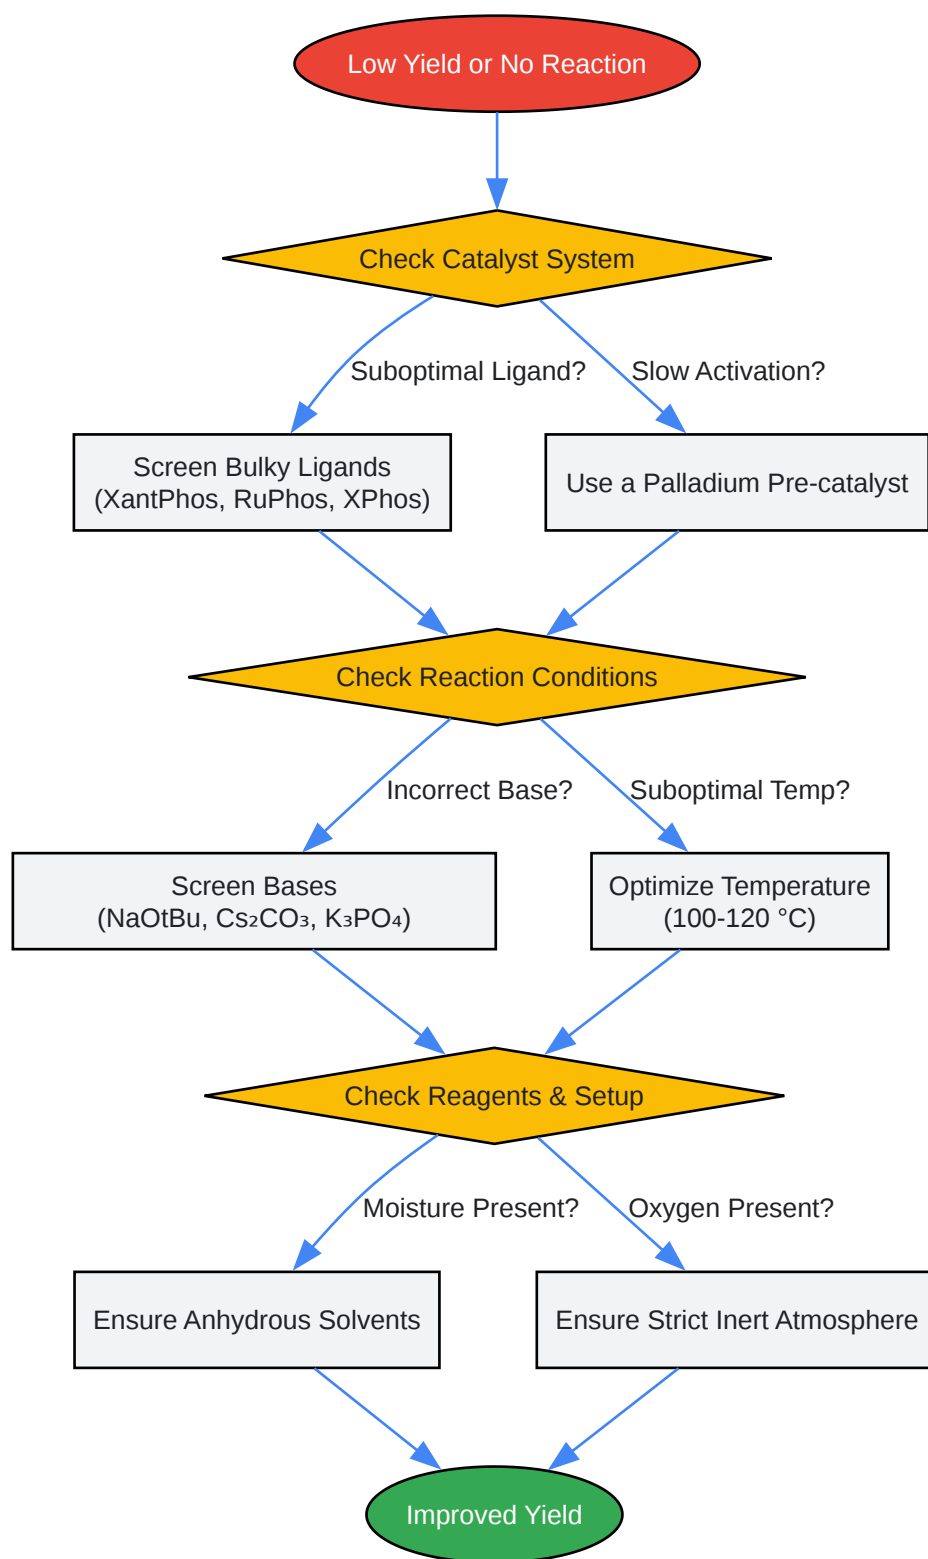 Low Yield or No Reaction
Check Catalyst System
Suboptimal Ligand?
Slow Activation?
Screen Bulky Ligands
(XantPhos, RuPhos, XPhos)
Use a Palladium Pre-catalyst
Check Reaction Conditions
Incorrect Base?
Suboptimal Temp?
Screen Bases
(NaOtBu, Cs₂CO₃, K₃PO₄)
Optimize Temperature
(100-120 °C)
Check Reagents & Setup
Moisture Present?
Oxygen Present?
Ensure Anhydrous Solvents
Ensure Strict Inert Atmosphere
Improved Yield